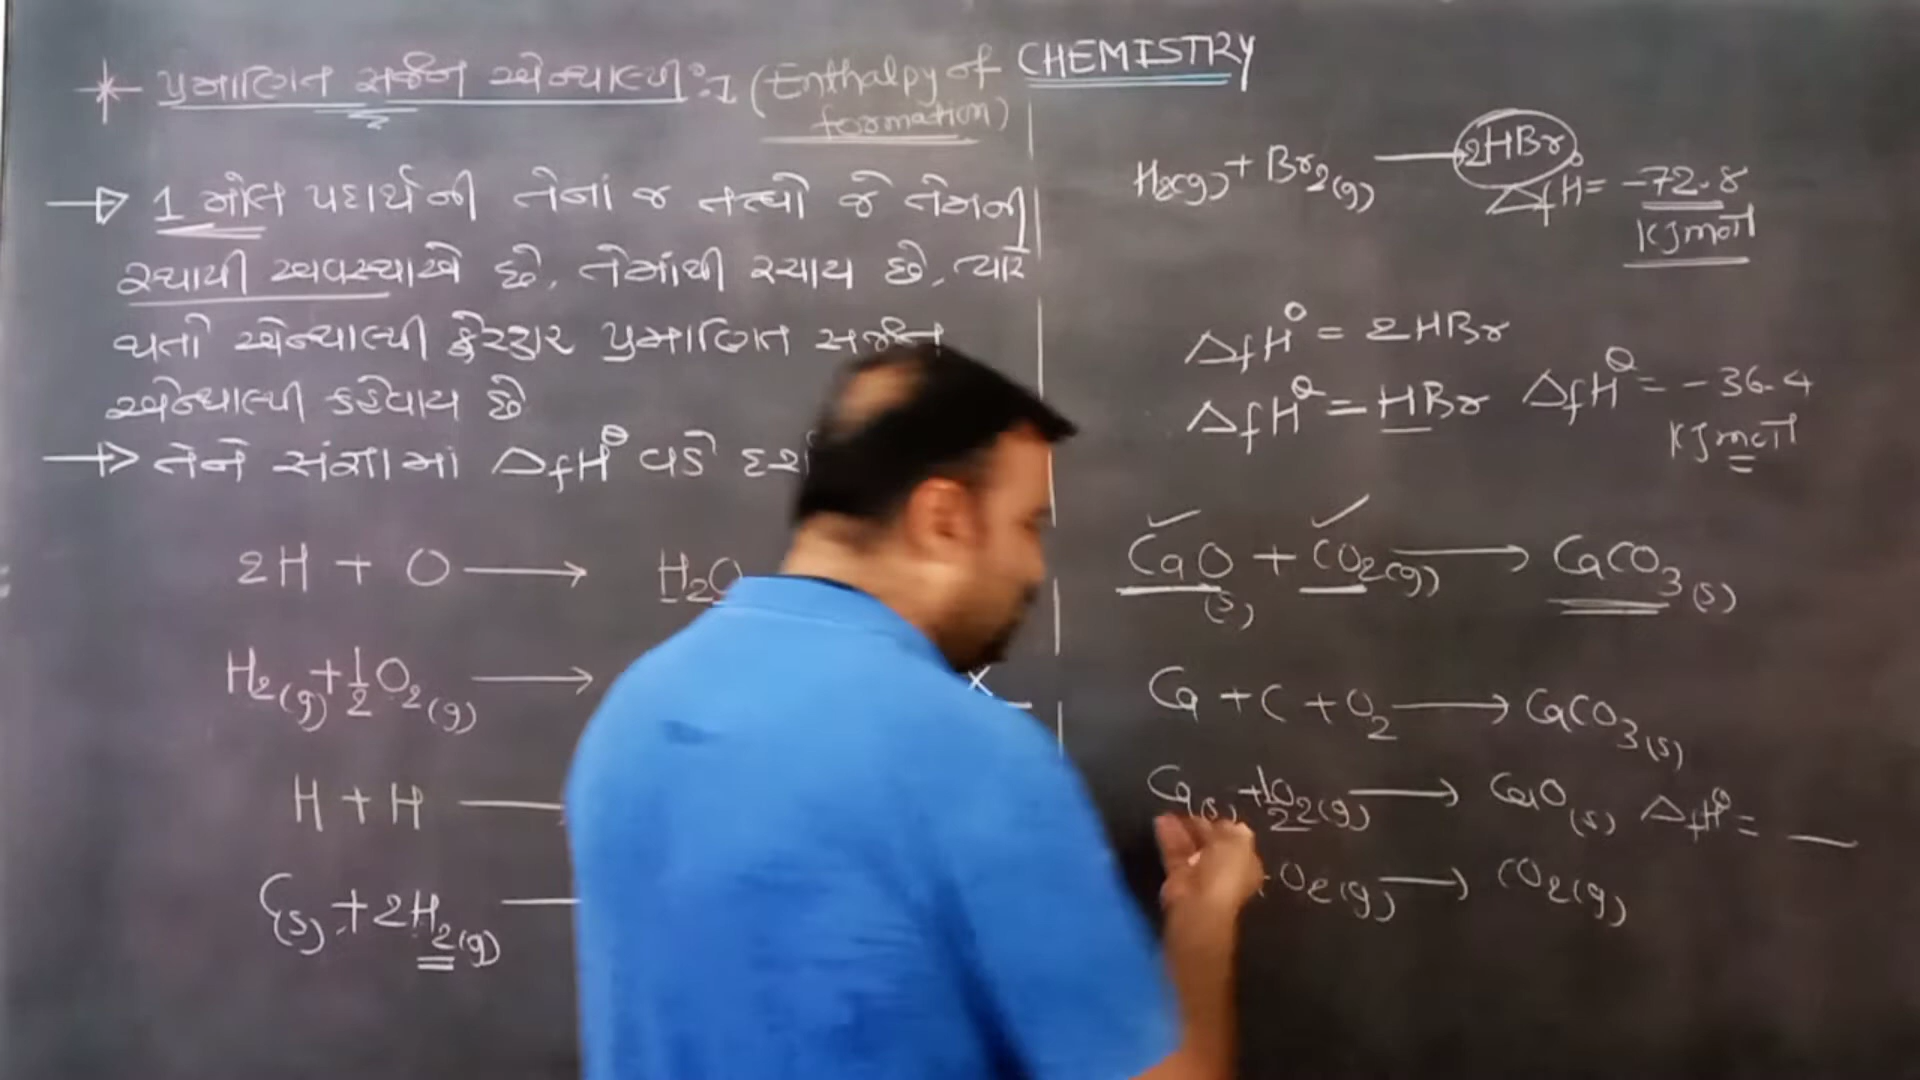 પ્રમાણિત સર્જન એન્થાલ્પી:- (Enthalpy of
formation)
→ 1 મોલ પદાર્થની તેનાં જ તત્વો જે તેમની
સ્થાયી અવસ્થાએ છે, તેમાંથી રચાય છે, ત્યારે
થતો એન્થાલ્પી ફેરફાર પ્રમાણિત સર્જન
એન્થાલ્પી કહેવાય છે
→ તેને સંજ્ઞામાં ΔfH⊖ વડે
2H + O → H2O
H2(g) + 1/2 O2(g) →
H + H
C(s) + 2H2(g)
CHEMISTRY
H2(g) + Br2(g) → 2HBr
ΔfH° = -72.8
KJmol
ΔfH° = 2HBr
ΔfH⊖ = HBr ΔfH⊖ = -36.4
KJmol
CaO(s) + CO2(g) → CaCO3(s)
Ca + C + O2 → CaCO3(s)
Ca(s) + 1/2 O2(g) → CaO(s) ΔfH⊖ = —
+ O2(g) → CO2(g)